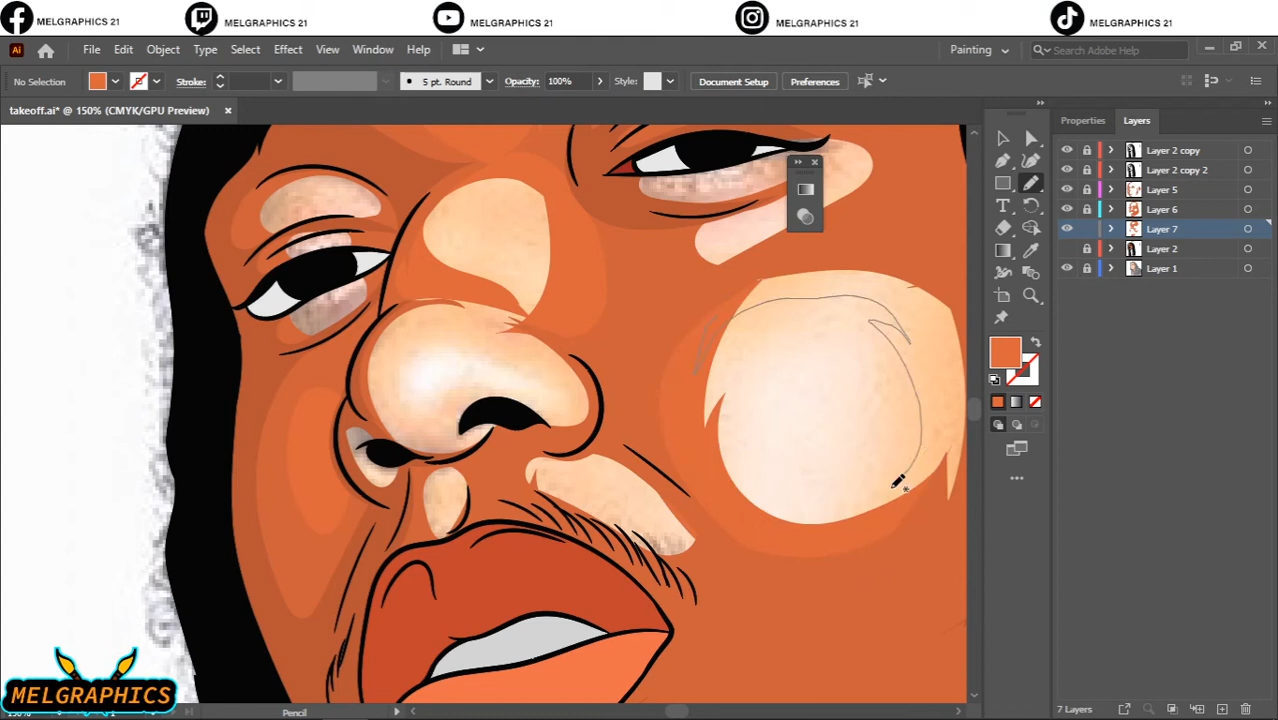 MELGRAPHICS 21 MELGRAPHICS 21 MELGRAPHICS 21 MELGRAPHICS 21 MELGRAPHICS 21
Ai File Edit Object Type Select Effect View Window Help Painting Search Adobe Help
No Selection Stroke: 5 pt. Round Opacity: 100% Style: Document Setup Preferences
takeoff.ai* @ 150% (CMYK/GPU Preview)
Properties Layers
Layer 2 copy
Layer 2 copy 2
Layer 5
Layer 6
Layer 7
Layer 2
Layer 1
MELGRAPHICS
Pencil
7 Layers